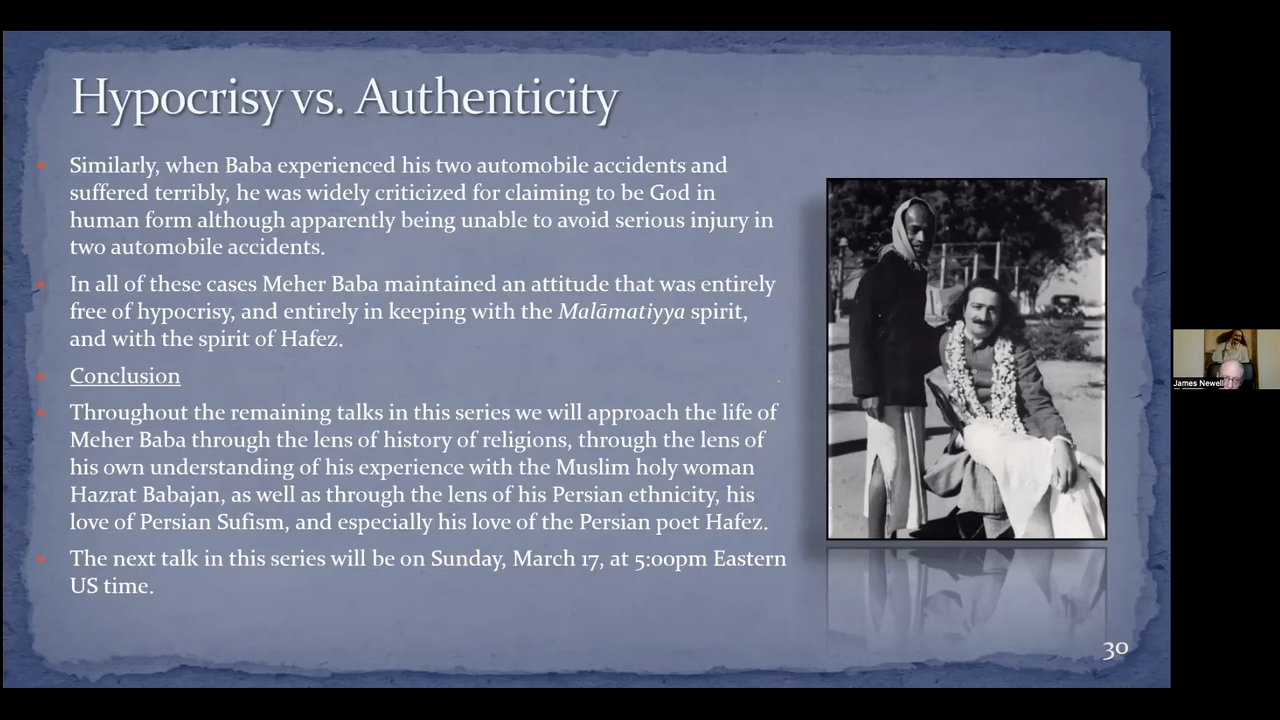 Hypocrisy vs. Authenticity
Similarly, when Baba experienced his two automobile accidents and
suffered terribly, he was widely criticized for claiming to be God in
human form although apparently being unable to avoid serious injury in
two automobile accidents.
In all of these cases Meher Baba maintained an attitude that was entirely
free of hypocrisy, and entirely in keeping with the Malāmatiyya spirit,
and with the spirit of Hafez.
Conclusion
Throughout the remaining talks in this series we will approach the life of
Meher Baba through the lens of history of religions, through the lens of
his own understanding of his experience with the Muslim holy woman
Hazrat Babajan, as well as through the lens of his Persian ethnicity, his
love of Persian Sufism, and especially his love of the Persian poet Hafez.
The next talk in this series will be on Sunday, March 17, at 5:00pm Eastern
US time.
30
James Newell